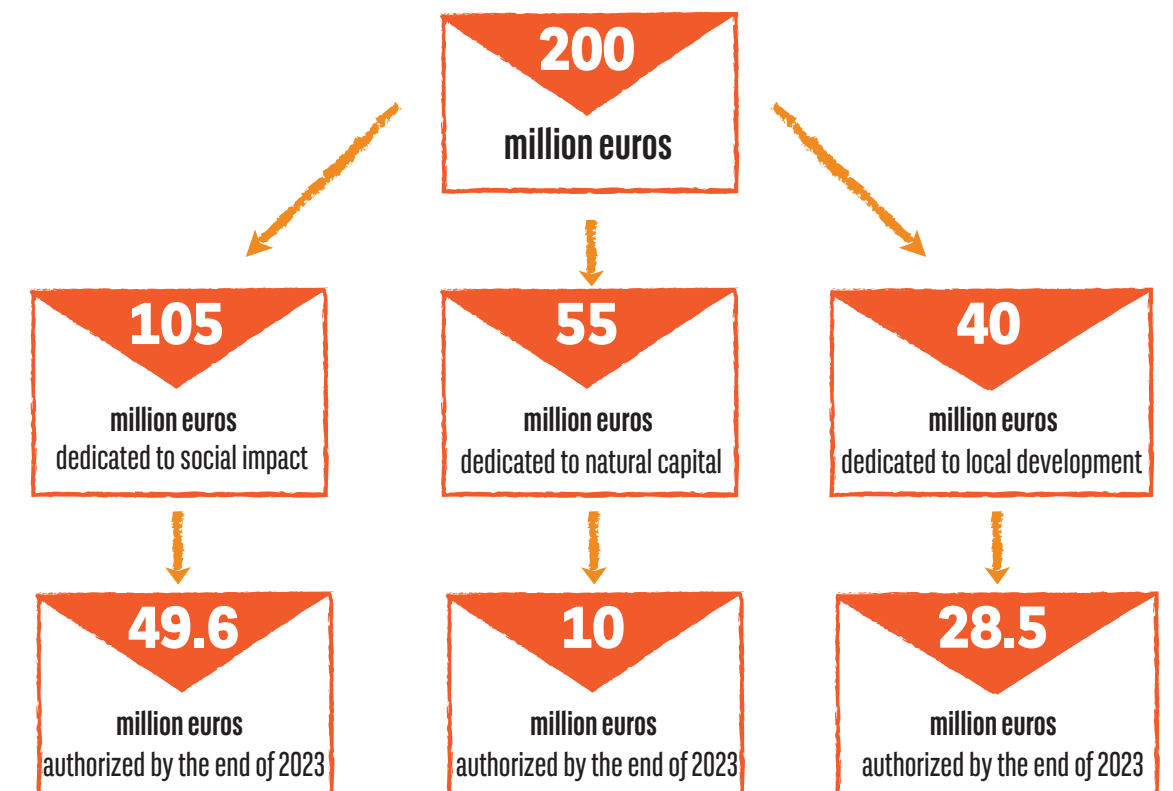 200
million euros
105
million euros
dedicated to social impact
55
million euros
dedicated to natural capital
40
million euros
dedicated to local development
49.6
million euros
authorized by the end of 2023
10
million euros
authorized by the end of 2023
28.5
million euros
authorized by the end of 2023